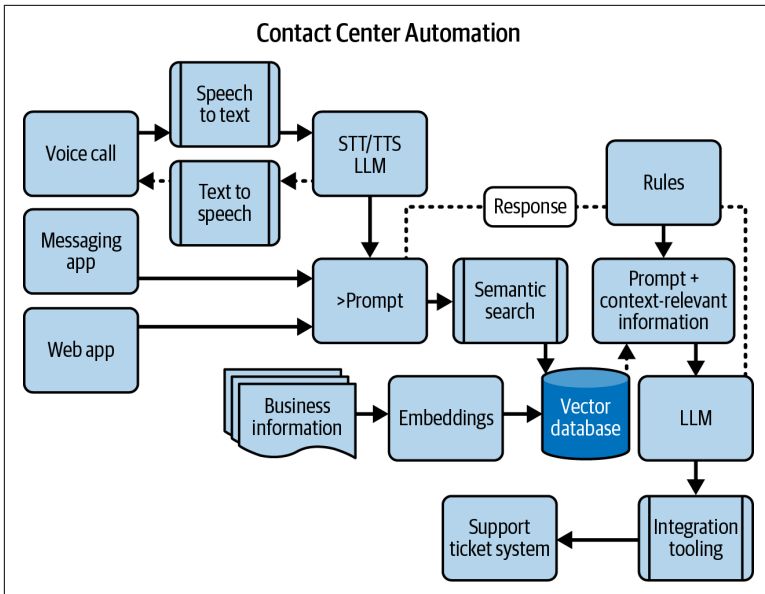 Contact Center Automation
Voice call
Speech
to text
STT/TTS
LLM
Text to
speech
Rules
Response
Messaging
app
>Prompt
Semantic
search
Prompt +
context-relevant
information
Web app
Business
information
Embeddings
Vector
database
LLM
Support
ticket system
Integration
tooling